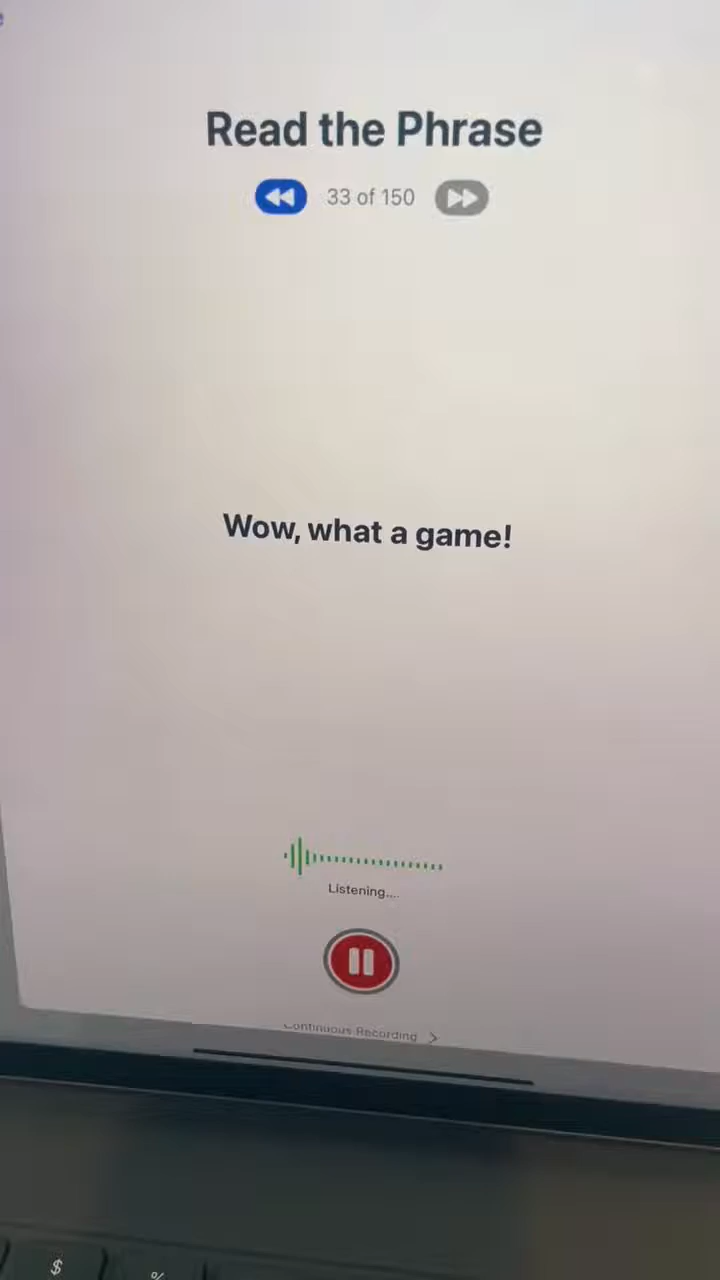 Read the Phrase
33 of 150
Wow, what a game!
Listening....
Continuous Recording
$
%